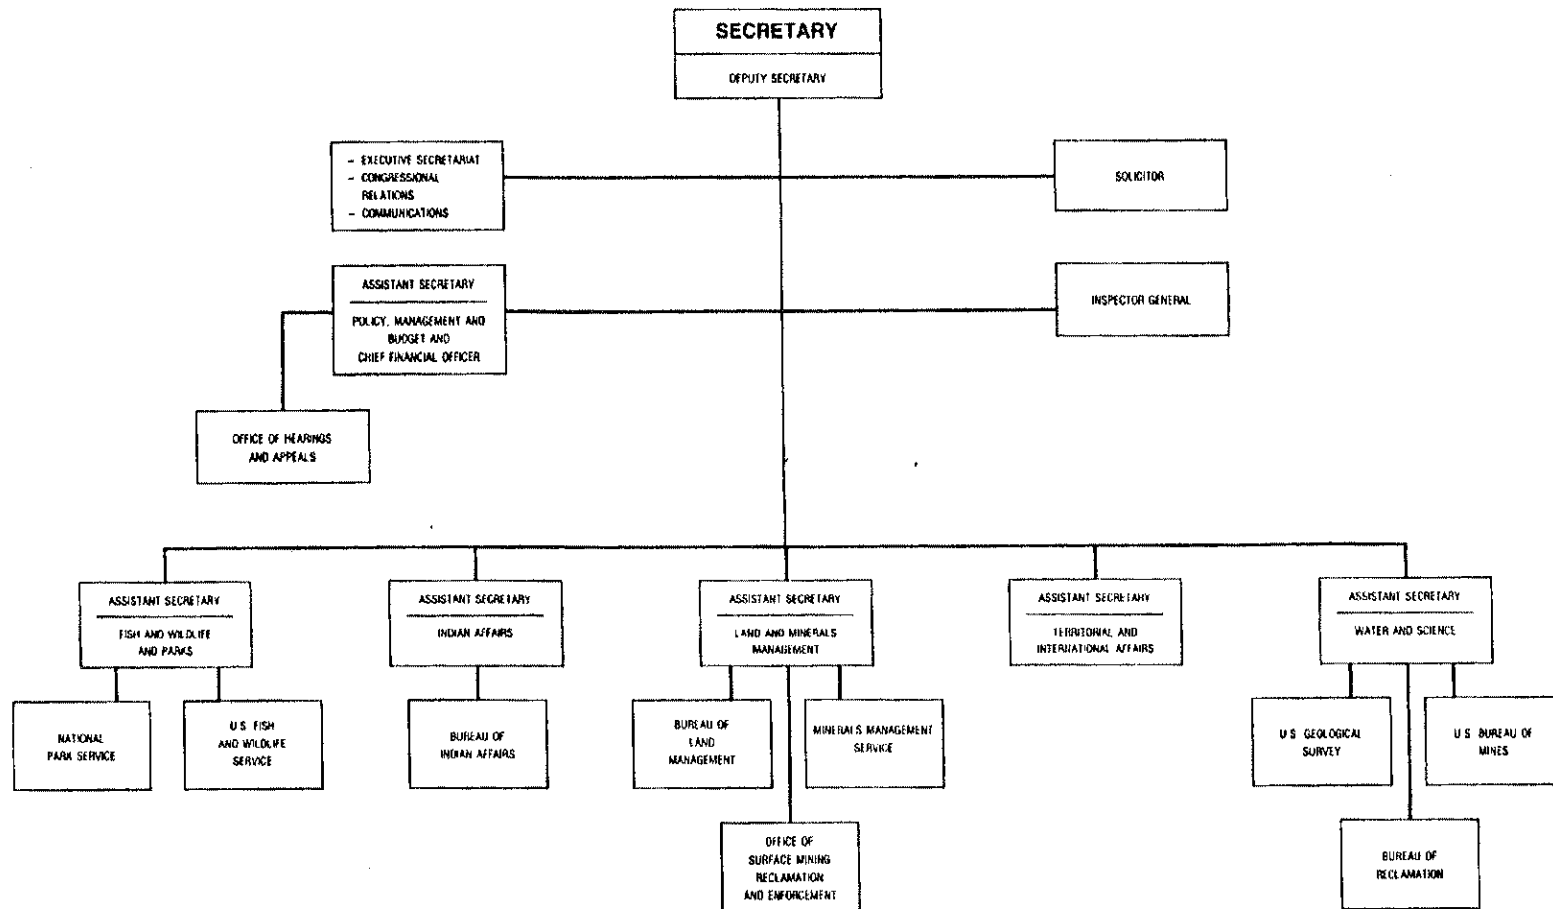 SECRETARY
DEPUTY SECRETARY
- EXECUTIVE SECRETARIAT
- CONGRESSIONAL
RELATIONS
- COMMUNICATIONS
SOLICITOR
ASSISTANT SECRETARY
POLICY, MANAGEMENT AND
BUDGET AND
CHIEF FINANCIAL OFFICER
INSPECTOR GENERAL
OFFICE OF HEARINGS
AND APPEALS
ASSISTANT SECRETARY
FISH AND WILDLIFE
AND PARKS
ASSISTANT SECRETARY
INDIAN AFFAIRS
ASSISTANT SECRETARY
LAND AND MINERALS
MANAGEMENT
ASSISTANT SECRETARY
TERRITORIAL AND
INTERNATIONAL AFFAIRS
ASSISTANT SECRETARY
WATER AND SCIENCE
NATIONAL
PARK SERVICE
U.S. FISH
AND WILDLIFE
SERVICE
BUREAU OF
INDIAN AFFAIRS
BUREAU OF
LAND
MANAGEMENT
MINERALS MANAGEMENT
SERVICE
U.S. GEOLOGICAL
SURVEY
U.S. BUREAU OF
MINES
OFFICE OF
SURFACE MINING
RECLAMATION
AND ENFORCEMENT
BUREAU OF
RECLAMATION